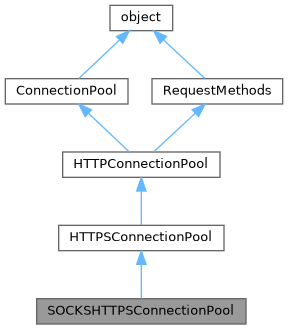 object
ConnectionPool
RequestMethods
HTTPConnectionPool
HTTPSConnectionPool
SOCKSHTTPSConnectionPool